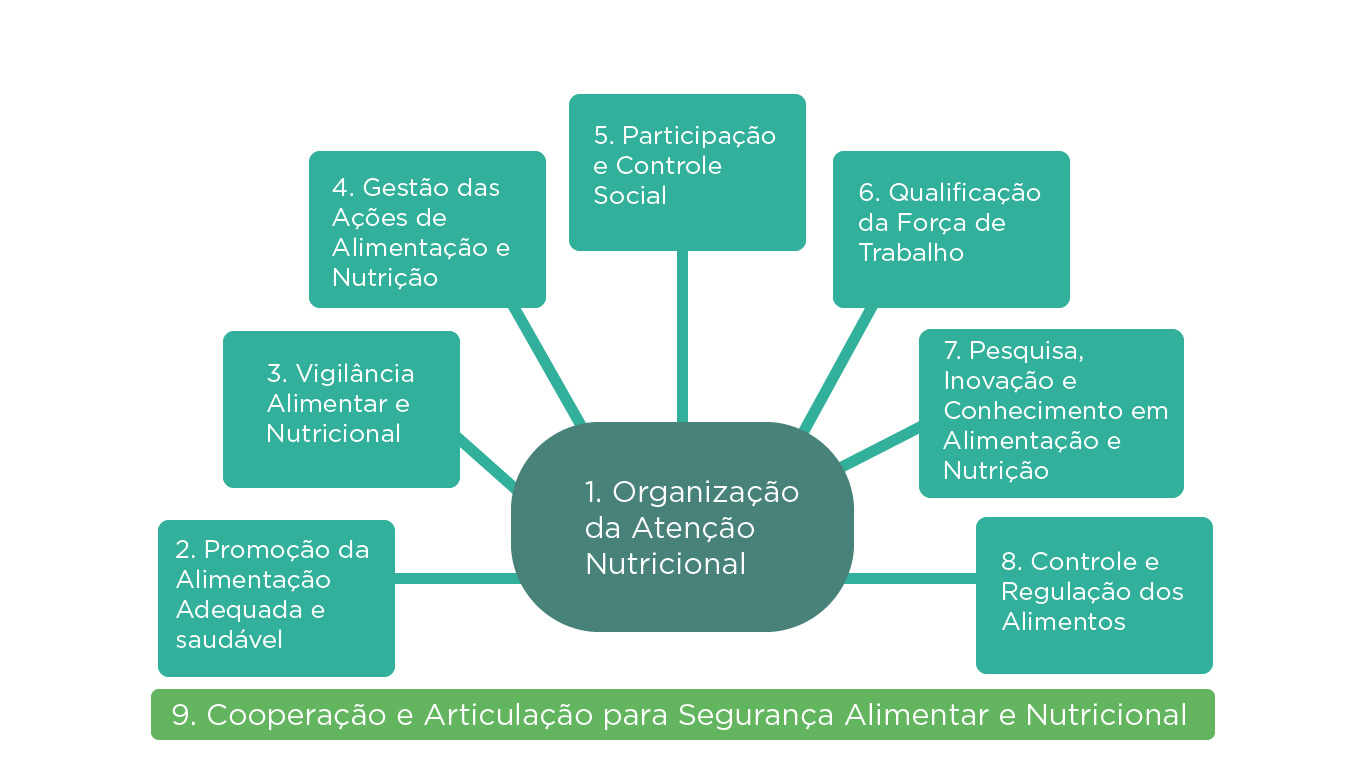 1. Organização
da Atenção
Nutricional
2. Promoção da
Alimentação
Adequada e
saudável
3. Vigilância
Alimentar e
Nutricional
4. Gestão das
Ações de
Alimentação e
Nutrição
5. Participação
e Controle
Social
6. Qualificação
da Força de
Trabalho
7. Pesquisa,
Inovação e
Conhecimento em
Alimentação e
Nutrição
8. Controle e
Regulação dos
Alimentos
9. Cooperação e Articulação para Segurança Alimentar e Nutricional